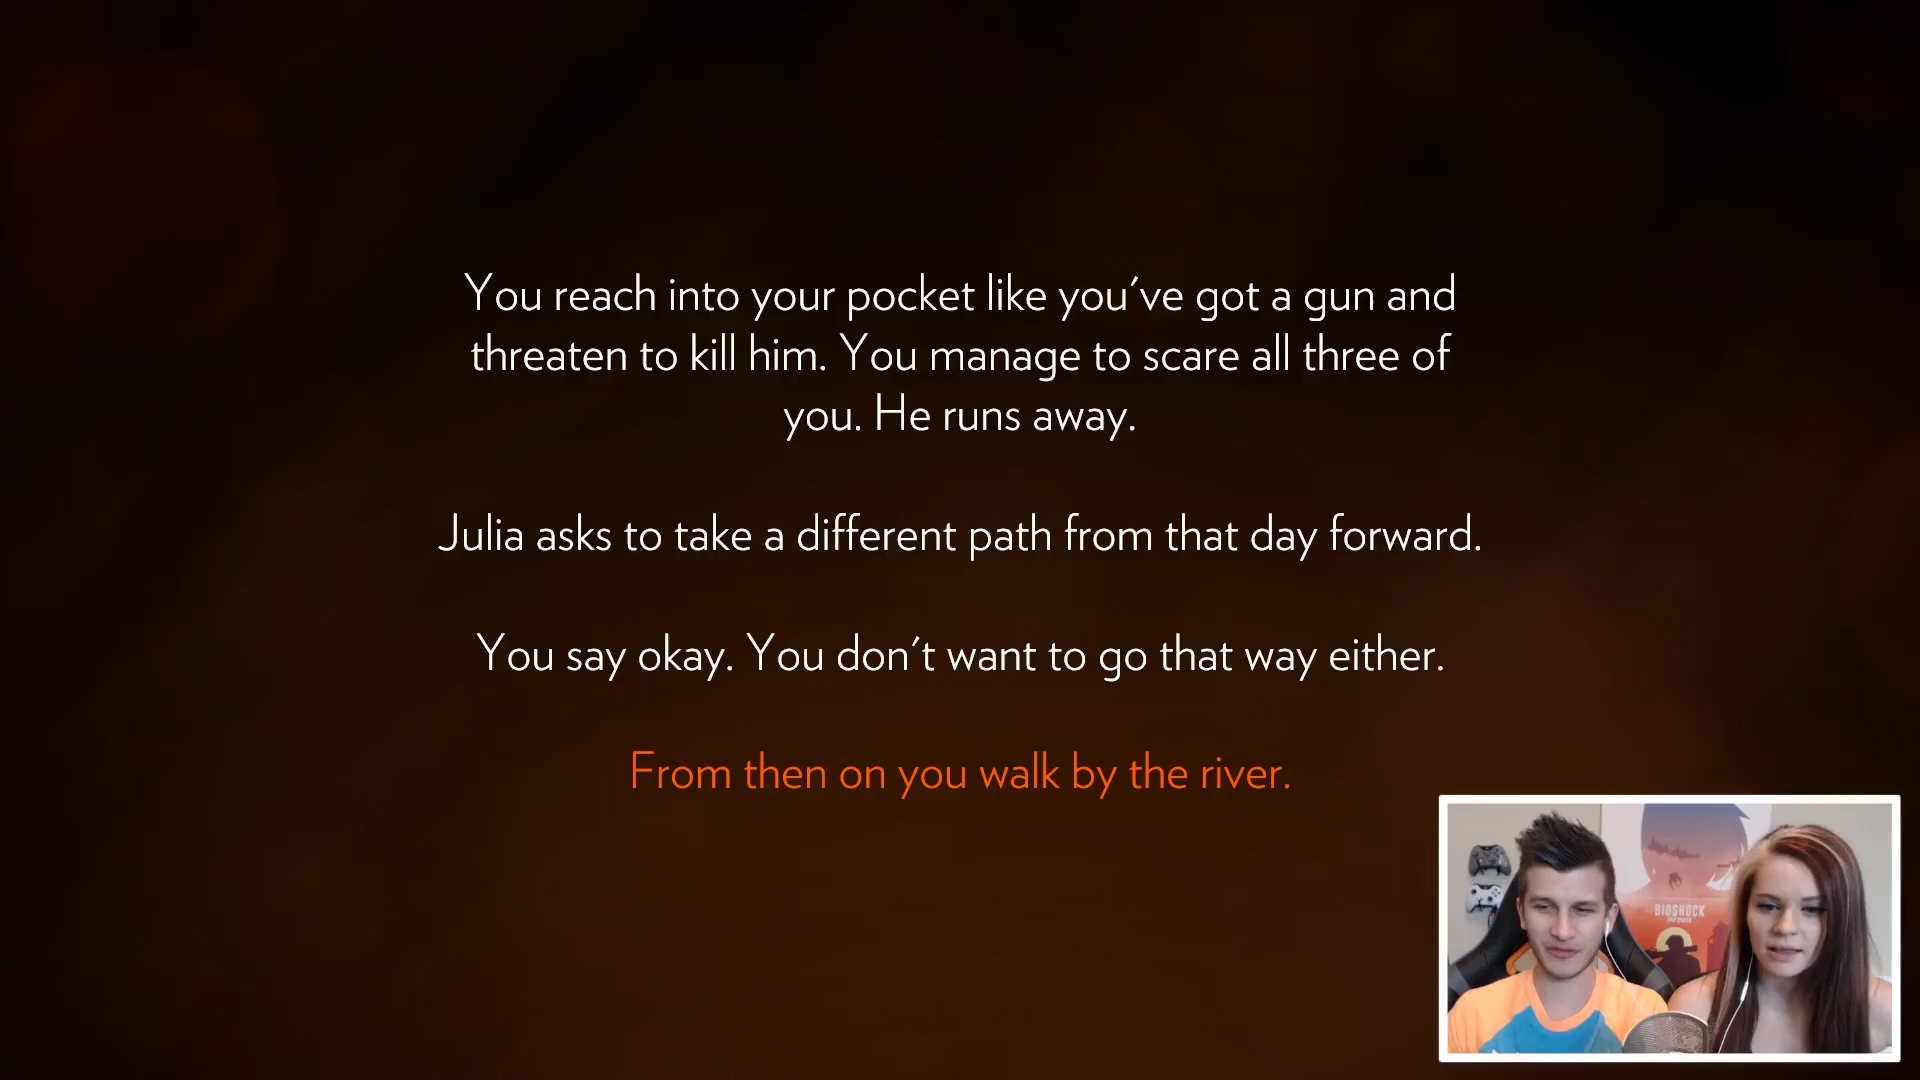 You reach into your pocket like you've got a gun and
threaten to kill him. You manage to scare all three of
you. He runs away.
Julia asks to take a different path from that day forward.
You say okay. You don't want to go that way either.
From then on you walk by the river.
BIOSHOCK